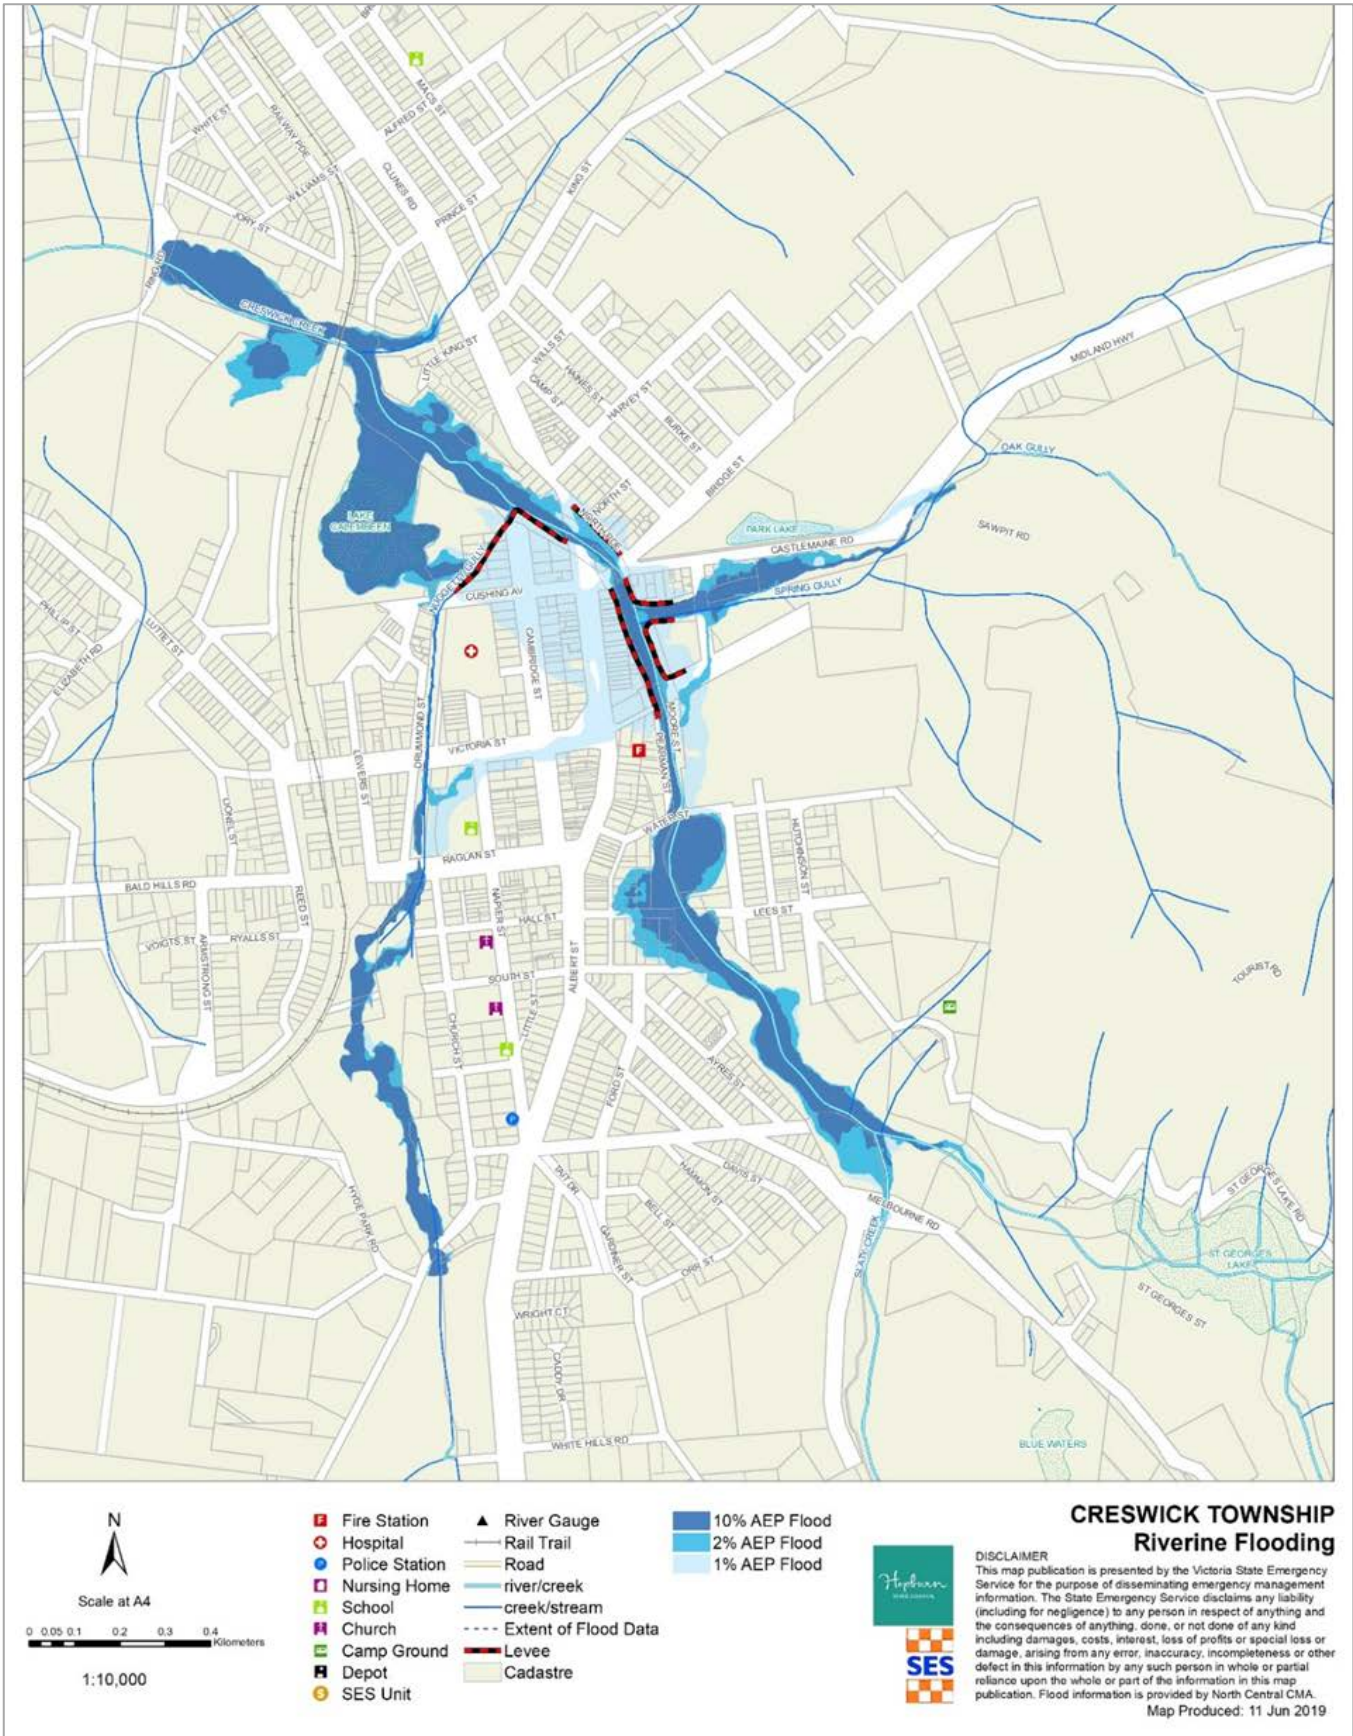 MACS ST
WHITE ST
RAILWAY PDE
ALFRED ST
CLUNES RD
WILLIAMS ST
KING ST
PRINCE ST
JORY ST
RING RD
CRESWICK CREEK
LITTLE KING ST
WILLS ST
HAINES ST
CAMP ST
HARVEY ST
BURKE ST
MIDLAND HWY
BRIDGE ST
OAK GULLY
NORTH ST
NORTH PDE
LAKE
CALEMBEEN
PARK LAKE
CASTLEMAINE RD
SAWPIT RD
NUGGETTY GULLY
CUSHING AV
SPRING GULLY
PHILLIP ST
LUTTET ST
ELIZABETH RD
CAMBRIDGE ST
DRUMMOND ST
VICTORIA ST
MOORE ST
PEARMAN ST
LEWERS ST
LIONEL ST
WATER ST
HUTCHINSON ST
RAGLAN ST
BALD HILLS RD
REED ST
NAPIER ST
HALL ST
LEES ST
VOIGTS ST
ARMSTRONG ST
RYALLS ST
ALBERT ST
SOUTH ST
TOURIST RD
LITTLE ST
CHURCH ST
AYRES ST
FORD ST
TAIT DR
HAMMON ST
DAVIS ST
HYDE PARK RD
BELL ST
GARDINER ST
ORR ST
MELBOURNE RD
SLATY CREEK
ST GEORGES LAKE RD
ST GEORGES
LAKE
ST GEORGES ST
WRIGHT CT
CADDY DR
WHITE HILLS RD
BLUE WATERS
N
Scale at A4
0 0.05 0.1 0.2 0.3 0.4
Kilometers
1:10,000
F Fire Station
Hospital
P Police Station
Nursing Home
School
Church
Camp Ground
Depot
SES Unit
River Gauge
Rail Trail
Road
river/creek
creek/stream
Extent of Flood Data
Levee
Cadastre
10% AEP Flood
2% AEP Flood
1% AEP Flood
Hepburn
SHIRE COUNCIL
SES
CRESWICK TOWNSHIP
Riverine Flooding
DISCLAIMER
This map publication is presented by the Victoria State Emergency
Service for the purpose of disseminating emergency management
information. The State Emergency Service disclaims any liability
(including for negligence) to any person in respect of anything and
the consequences of anything. done, or not done of any kind
including damages, costs, interest, loss of profits or special loss or
damage, arising from any error, inaccuracy, incompleteness or other
defect in this information by any such person in whole or partial
reliance upon the whole or part of the information in this map
publication. Flood information is provided by North Central CMA.
Map Produced: 11 Jun 2019